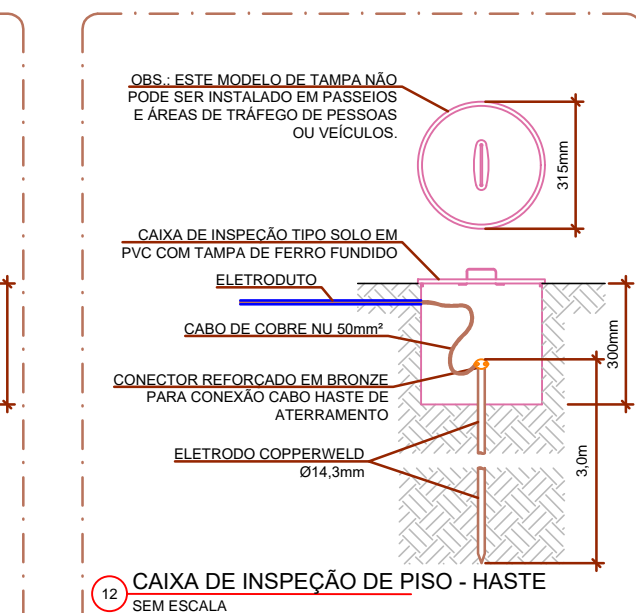 OBS.: ESTE MODELO DE TAMPA NÃO
PODE SER INSTALADO EM PASSEIOS
E ÁREAS DE TRÁFEGO DE PESSOAS
OU VEÍCULOS.
315mm
CAIXA DE INSPEÇÃO TIPO SOLO EM
PVC COM TAMPA DE FERRO FUNDIDO
ELETRODUTO
CABO DE COBRE NU 50mm²
300mm
CONECTOR REFORÇADO EM BRONZE
PARA CONEXÃO CABO HASTE DE
ATERRAMENTO
ELETRODO COPPERWELD
Ø14,3mm
3,0m
12 CAIXA DE INSPEÇÃO DE PISO - HASTE
SEM ESCALA